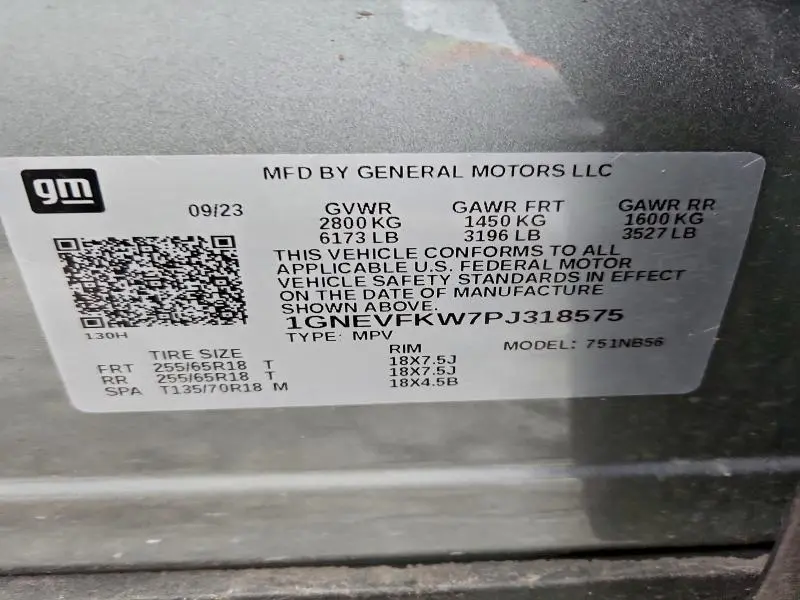 gm
MFD BY GENERAL MOTORS LLC
09/23
GVWR GAWR FRT GAWR RR
2800 KG 1450 KG 1600 KG
6173 LB 3196 LB 3527 LB
THIS VEHICLE CONFORMS TO ALL
APPLICABLE U.S. FEDERAL MOTOR
VEHICLE SAFETY STANDARDS IN EFFECT
ON THE DATE OF MANUFACTURE
SHOWN ABOVE.
1GNEVFKW7PJ318575
130H
TYPE: MPV MODEL: 751NB56
TIRE SIZE RIM
FRT 255/65R18 T 18X7.5J
RR 255/65R18 T 18X7.5J
SPA T135/70R18 M 18X4.5B